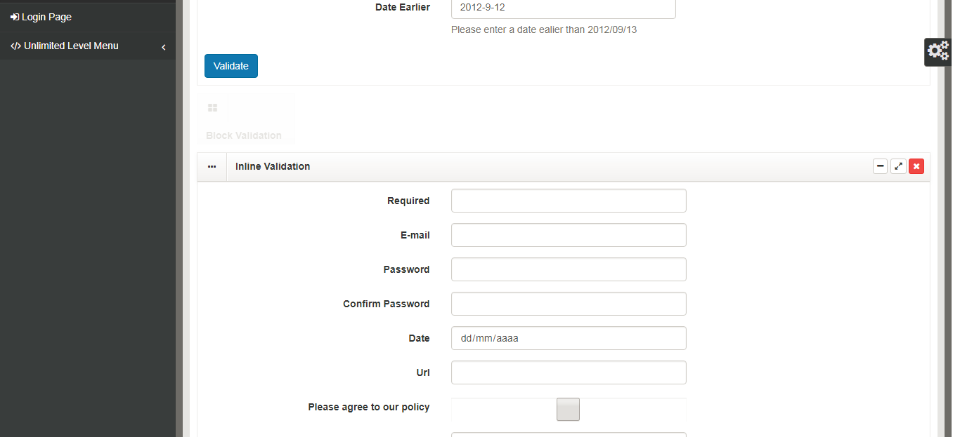 Login Page
Unlimited Level Menu
Date Earlier
2012-9-12
Please enter a date ealier than 2012/09/13
Validate
Block Validation
Inline Validation
Required
E-mail
Password
Confirm Password
Date
dd/mm/aaaa
Url
Please agree to our policy